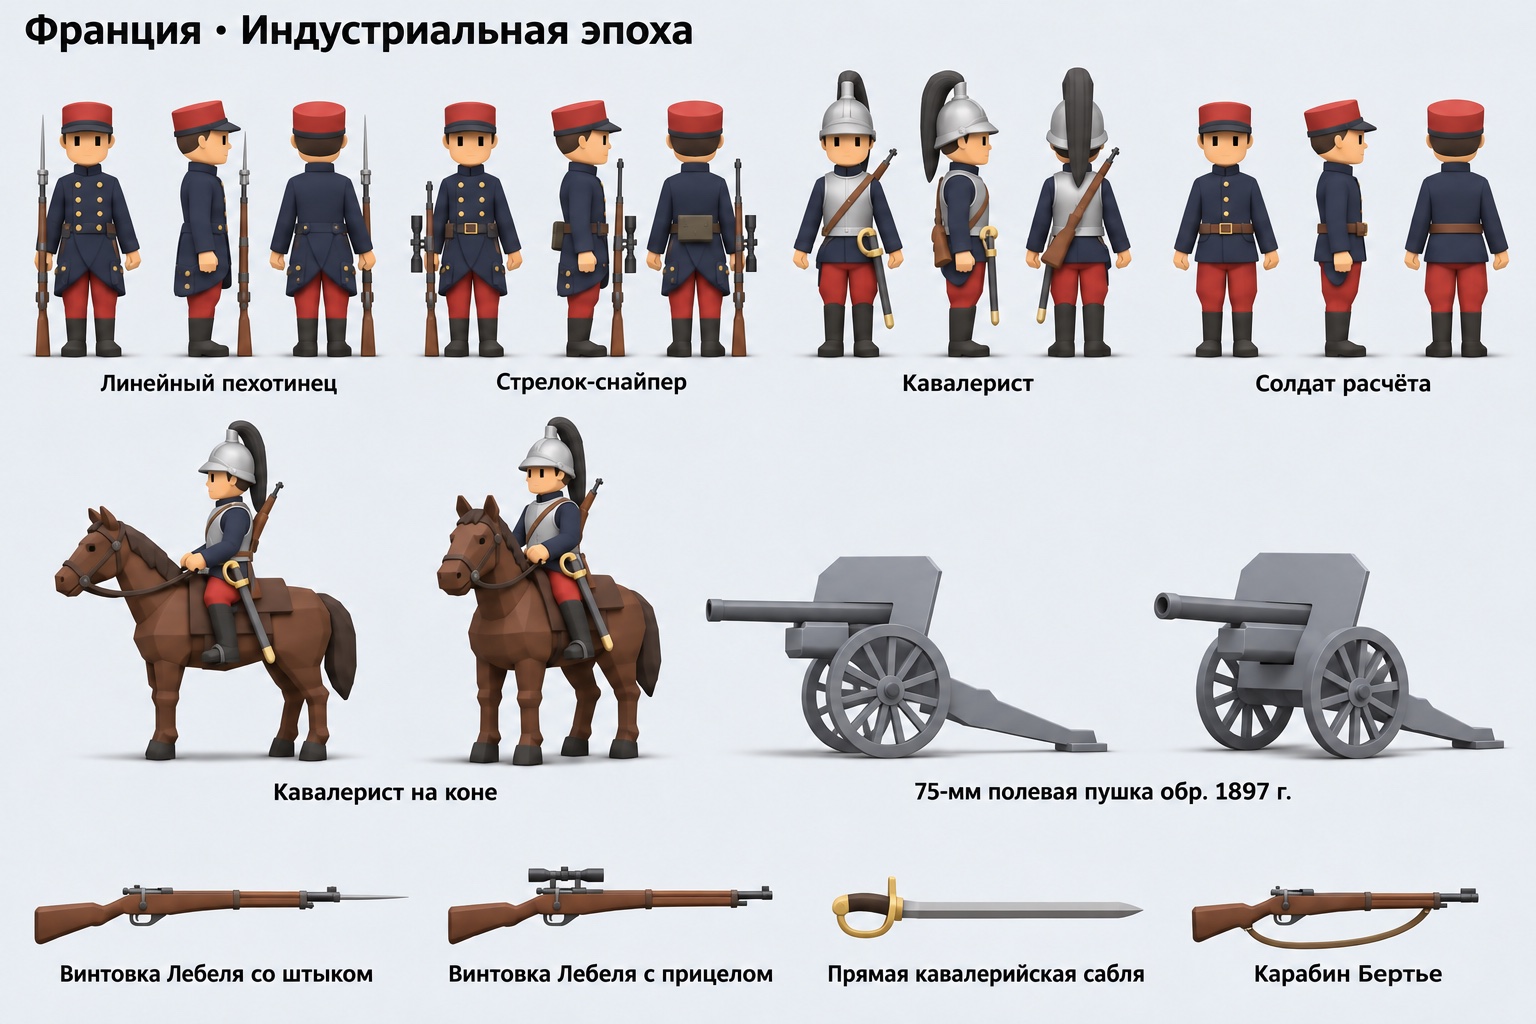 Франция • Индустриальная эпоха
Линейный пехотинец
Стрелок-снайпер
Кавалерист
Солдат расчёта
Кавалерист на коне
75-мм полевая пушка обр. 1897 г.
Винтовка Лебеля со штыком
Винтовка Лебеля с прицелом
Прямая кавалерийская сабля
Карабин Бертье